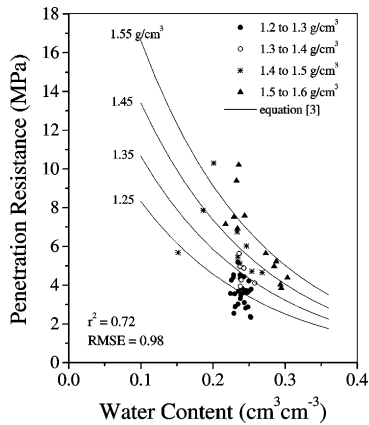 18
16
14
12
10
8
6
4
2
0
Penetration Resistance (MPa)
1.55 g/cm³
1.45
1.35
1.25
1.2 to 1.3 g/cm³
1.3 to 1.4 g/cm³
1.4 to 1.5 g/cm³
1.5 to 1.6 g/cm³
equation [3]
r² = 0.72
RMSE = 0.98
0.0 0.1 0.2 0.3 0.4
Water Content (cm³cm⁻³)